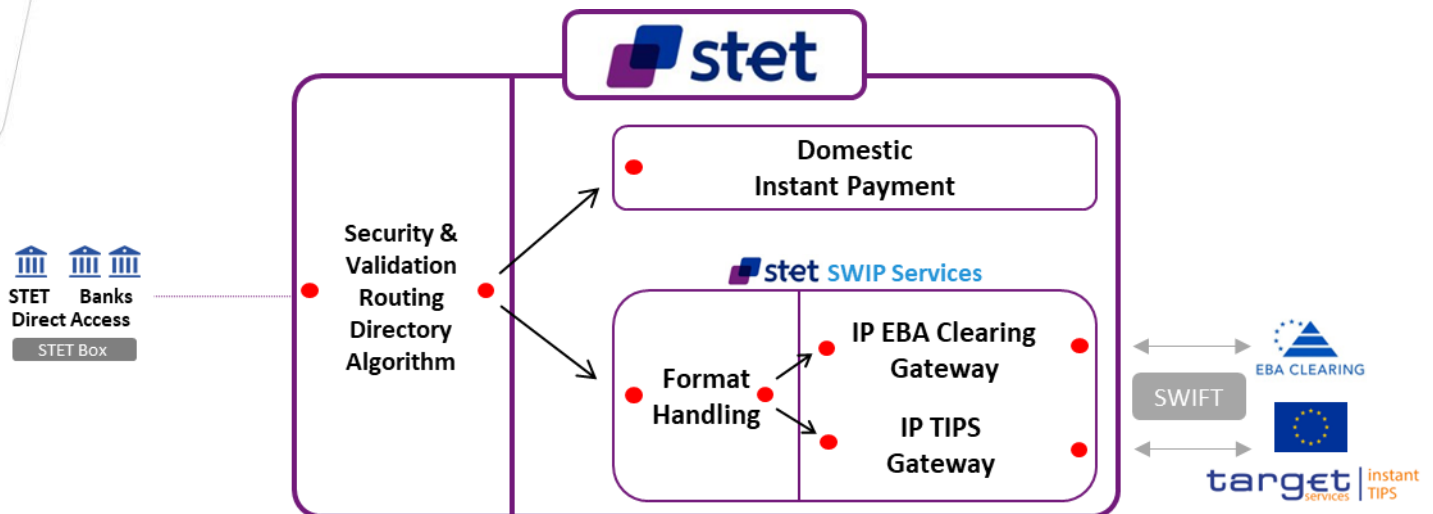 stet
Domestic
Instant Payment
Security &
Validation
Routing
Directory
Algorithm
STET Banks
Direct Access
STET Box
stet SWIP Services
Format
Handling
IP EBA Clearing
Gateway
IP TIPS
Gateway
EBA CLEARING
SWIFT
target
services
instant
TIPS